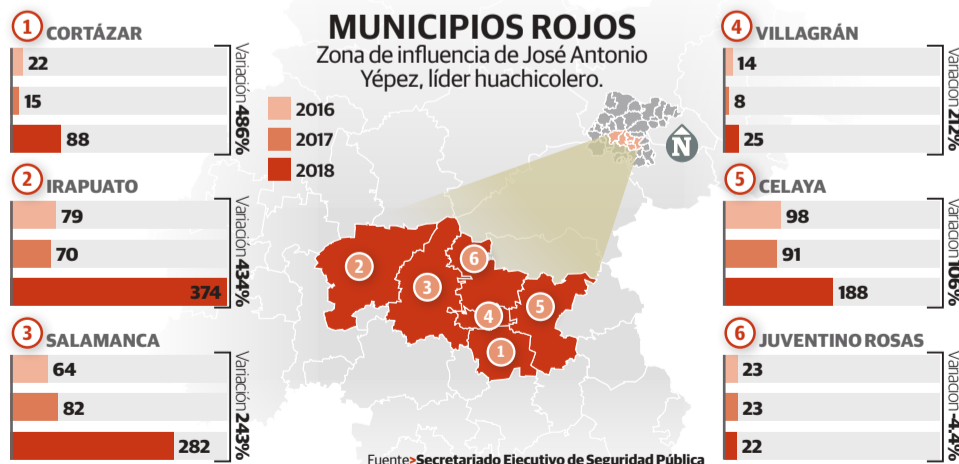 MUNICIPIOS ROJOS
Zona de influencia de José Antonio
Yépez, líder huachicolero.
2016
2017
2018
N
1 CORTÁZAR
22
15
88
Variación 486%
2 IRAPUATO
79
70
374
Variación 434%
3 SALAMANCA
64
82
282
Variación 243%
4 VILLAGRÁN
14
8
25
Variación 212%
5 CELAYA
98
91
188
Variación 106%
6 JUVENTINO ROSAS
23
23
22
Variación -4.4%
2
3
6
4
5
1
Fuente>Secretariado Ejecutivo de Seguridad Pública